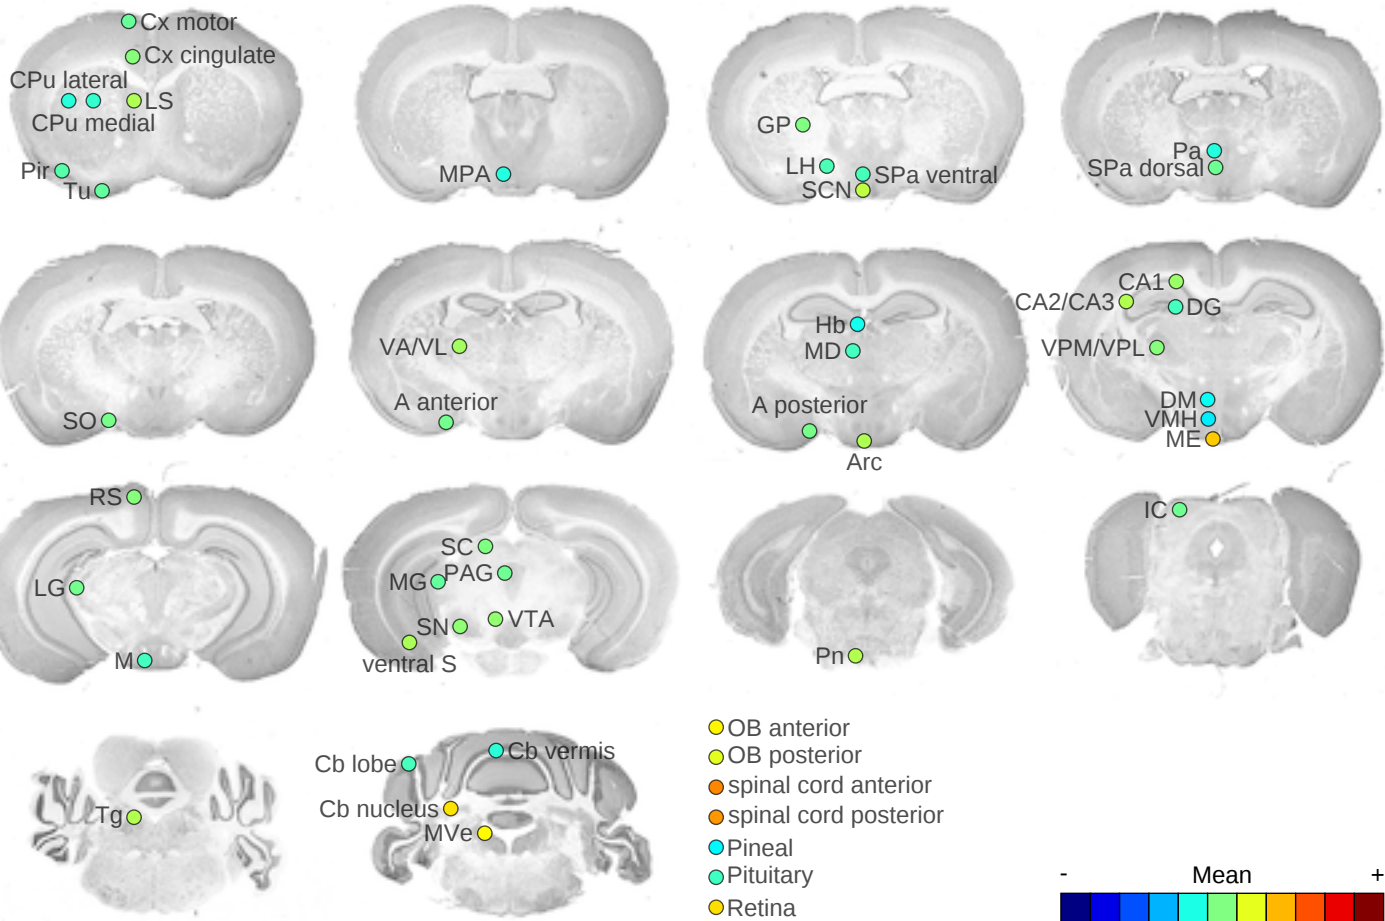 Cx motor
Cx cingulate
CPu lateral
LS
CPu medial
Pir
Tu
MPA
GP
LH
SPa ventral
SCN
Pa
SPa dorsal
SO
VA/VL
A anterior
Hb
MD
A posterior
Arc
CA1
CA2/CA3
DG
VPM/VPL
DM
VMH
ME
RS
LG
M
SC
MG
PAG
SN
VTA
ventral S
Pn
IC
Tg
Cb lobe
Cb vermis
Cb nucleus
MVe
OB anterior
OB posterior
spinal cord anterior
spinal cord posterior
Pineal
Pituitary
Retina
- Mean +